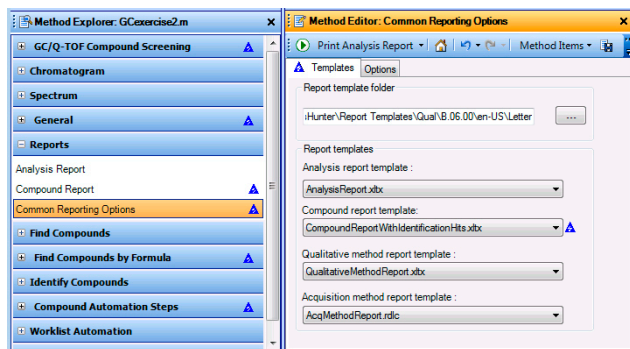 Method Explorer: GCexercise2.m
GC/Q-TOF Compound Screening
Chromatogram
Spectrum
General
Reports
Analysis Report
Compound Report
Common Reporting Options
Find Compounds
Find Compounds by Formula
Identify Compounds
Compound Automation Steps
Worklist Automation
Method Editor: Common Reporting Options
Print Analysis Report Method Items
Templates Options
Report template folder
Hunter\Report Templates\Qual\B.06.00\en-US\Letter ...
Report templates
Analysis report template :
AnalysisReport.xltx
Compound report template:
CompoundReportWithIdentificationHits.xltx
Qualitative method report template :
QualitativeMethodReport.xltx
Acquisition method report template :
AcqMethodReport.rdlc